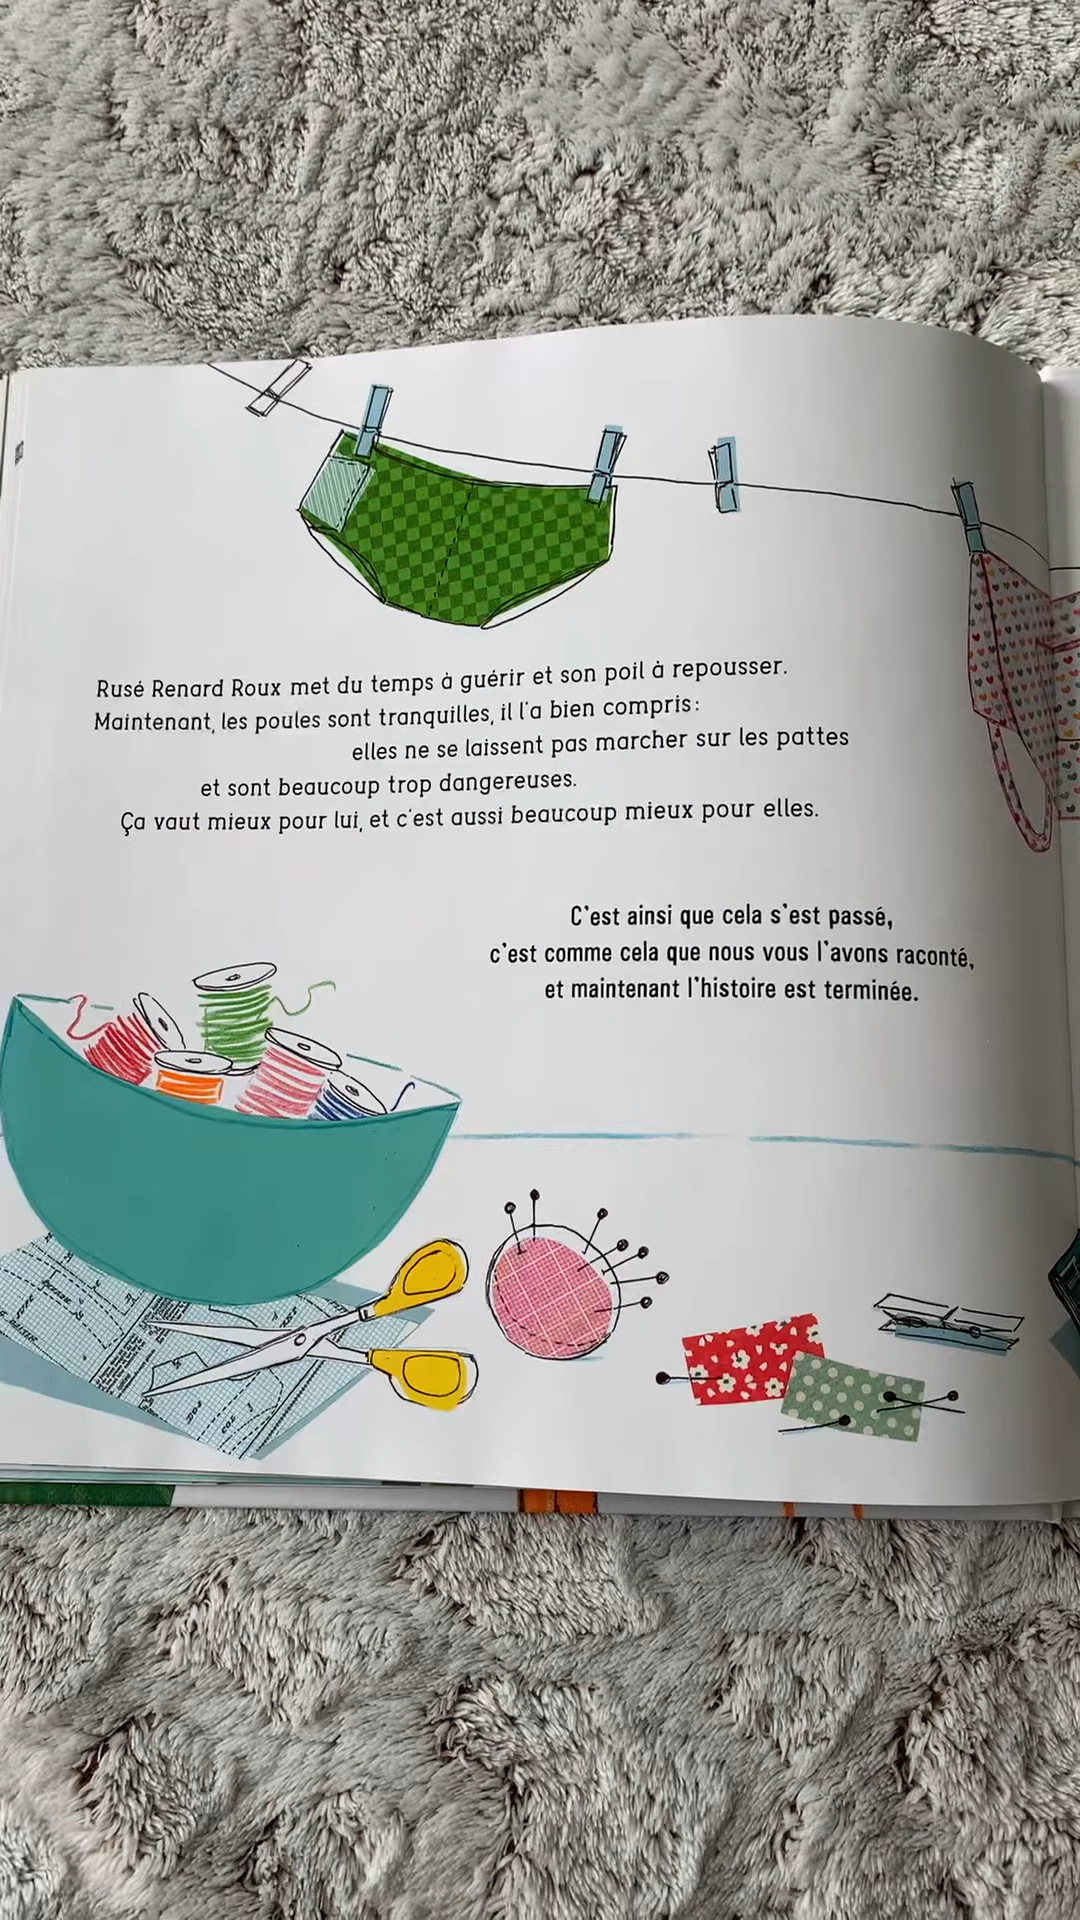 Rusé Renard Roux met du temps à guérir et son poil à repousser.
Maintenant, les poules sont tranquilles, il l'a bien compris :
elles ne se laissent pas marcher sur les pattes
et sont beaucoup trop dangereuses.
Ça vaut mieux pour lui, et c'est aussi beaucoup mieux pour elles.
C'est ainsi que cela s'est passé,
c'est comme cela que nous vous l'avons raconté,
et maintenant l'histoire est terminée.